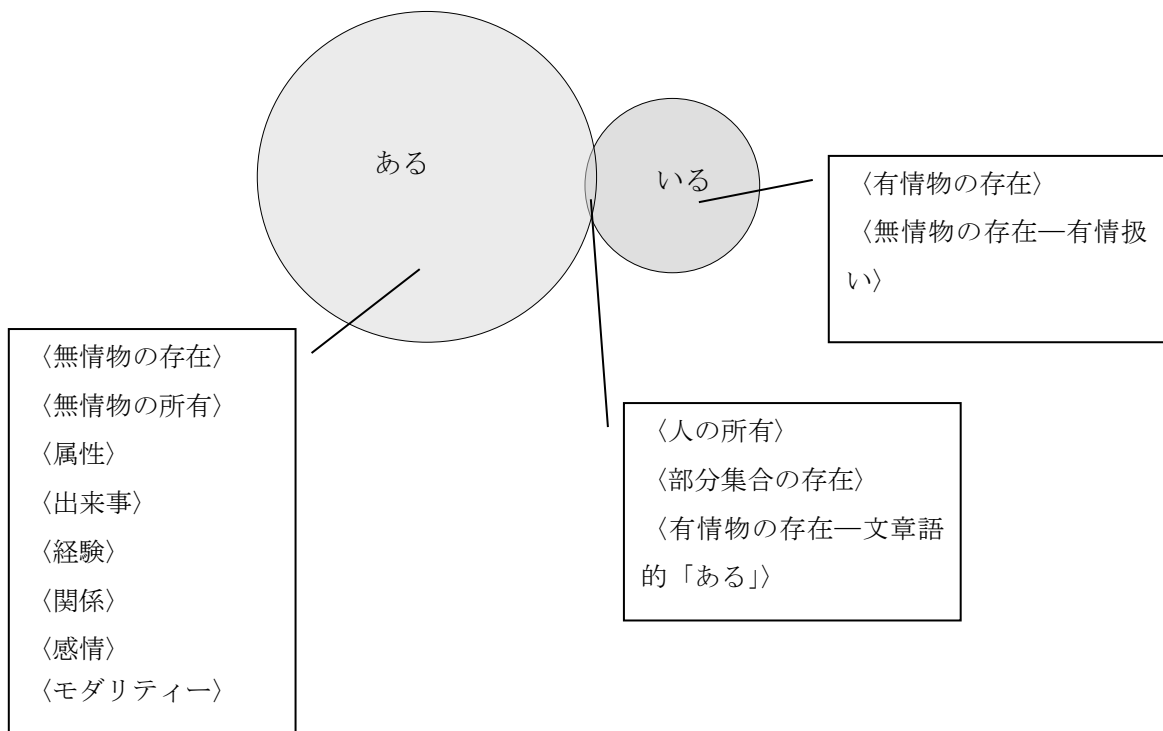 ある
いる
〈有情物の存在〉
〈無情物の存在―有情扱
い〉
〈無情物の存在〉
〈無情物の所有〉
〈属性〉
〈出来事〉
〈経験〉
〈関係〉
〈感情〉
〈モダリティー〉
〈人の所有〉
〈部分集合の存在〉
〈有情物の存在―文章語
的「ある」〉